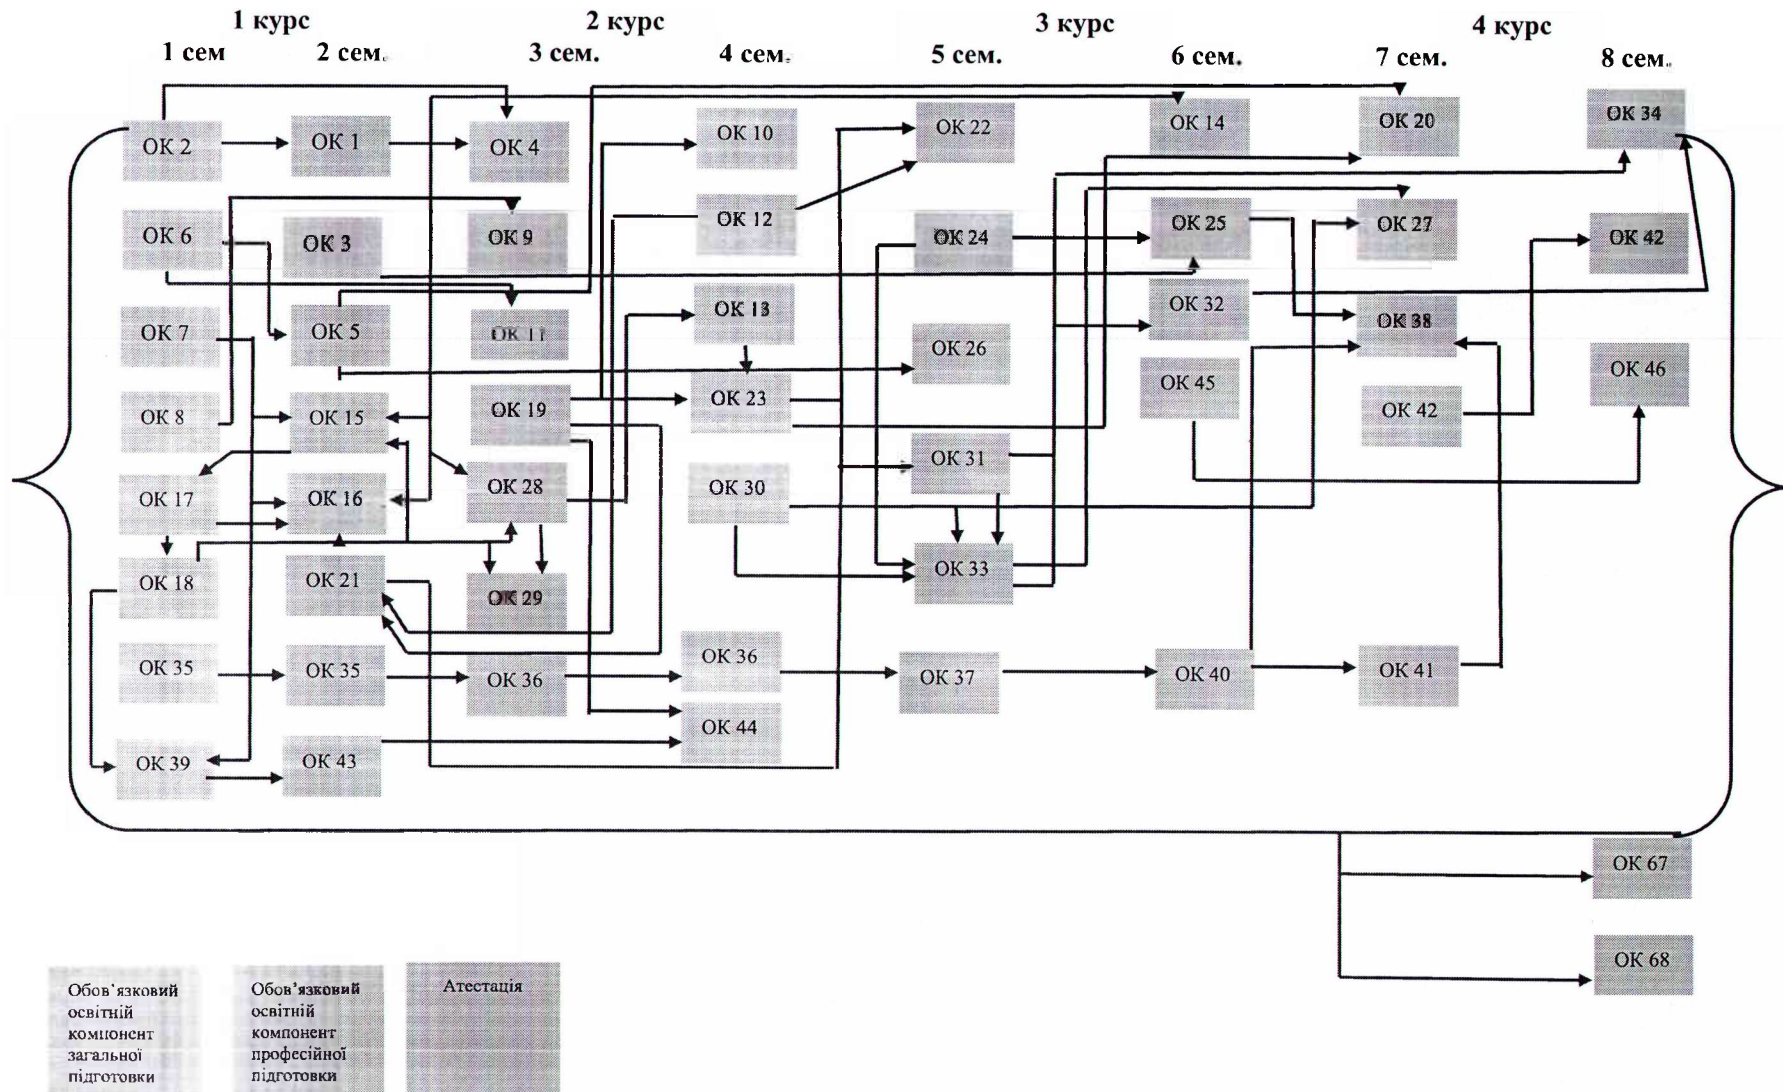 1 курс
2 курс
3 курс
4 курс
1 сем
2 сем.
3 сем.
4 сем.
5 сем.
6 сем.
7 сем.
8 сем.
ОК 2
ОК 1
ОК 4
ОК 10
ОК 22
ОК 14
ОК 20
ОК 34
ОК 6
ОК 3
ОК 9
ОК 12
ОК 24
ОК 25
ОК 27
ОК 42
ОК 7
ОК 5
ОК 11
ОК 13
ОК 26
ОК 32
ОК 38
ОК 46
ОК 8
ОК 15
ОК 19
ОК 23
ОК 45
ОК 42
ОК 17
ОК 16
ОК 28
ОК 30
ОК 31
ОК 18
ОК 21
ОК 29
ОК 33
ОК 35
ОК 35
ОК 36
ОК 36
ОК 37
ОК 40
ОК 41
ОК 39
ОК 43
ОК 44
ОК 67
ОК 68
Обов’язковий
освітній
компонент
загальної
підготовки
Обов’язковий
освітній
компонент
професійної
підготовки
Атестація